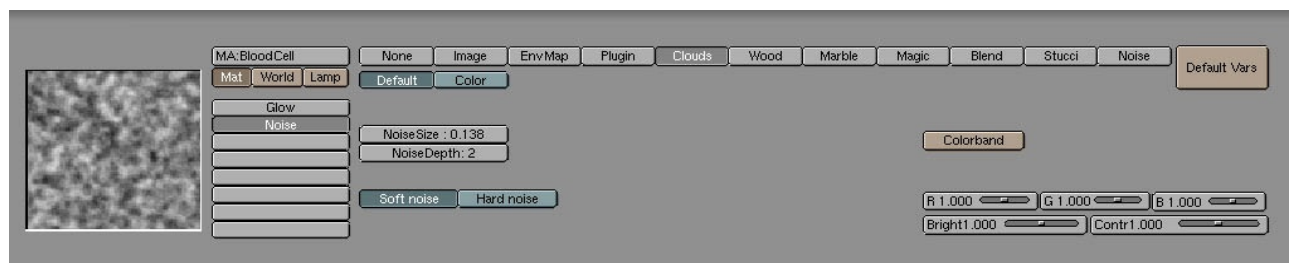 MA:BloodCell None Image EnvMap Plugin Clouds Wood Marble Magic Blend Stucci Noise Default Vars
Mat World Lamp Default Color
Glow
Noise
NoiseSize : 0.138
NoiseDepth: 2
Colorband
Soft noise Hard noise
R 1.000 G 1.000 B 1.000
Bright1.000 Contr1.000